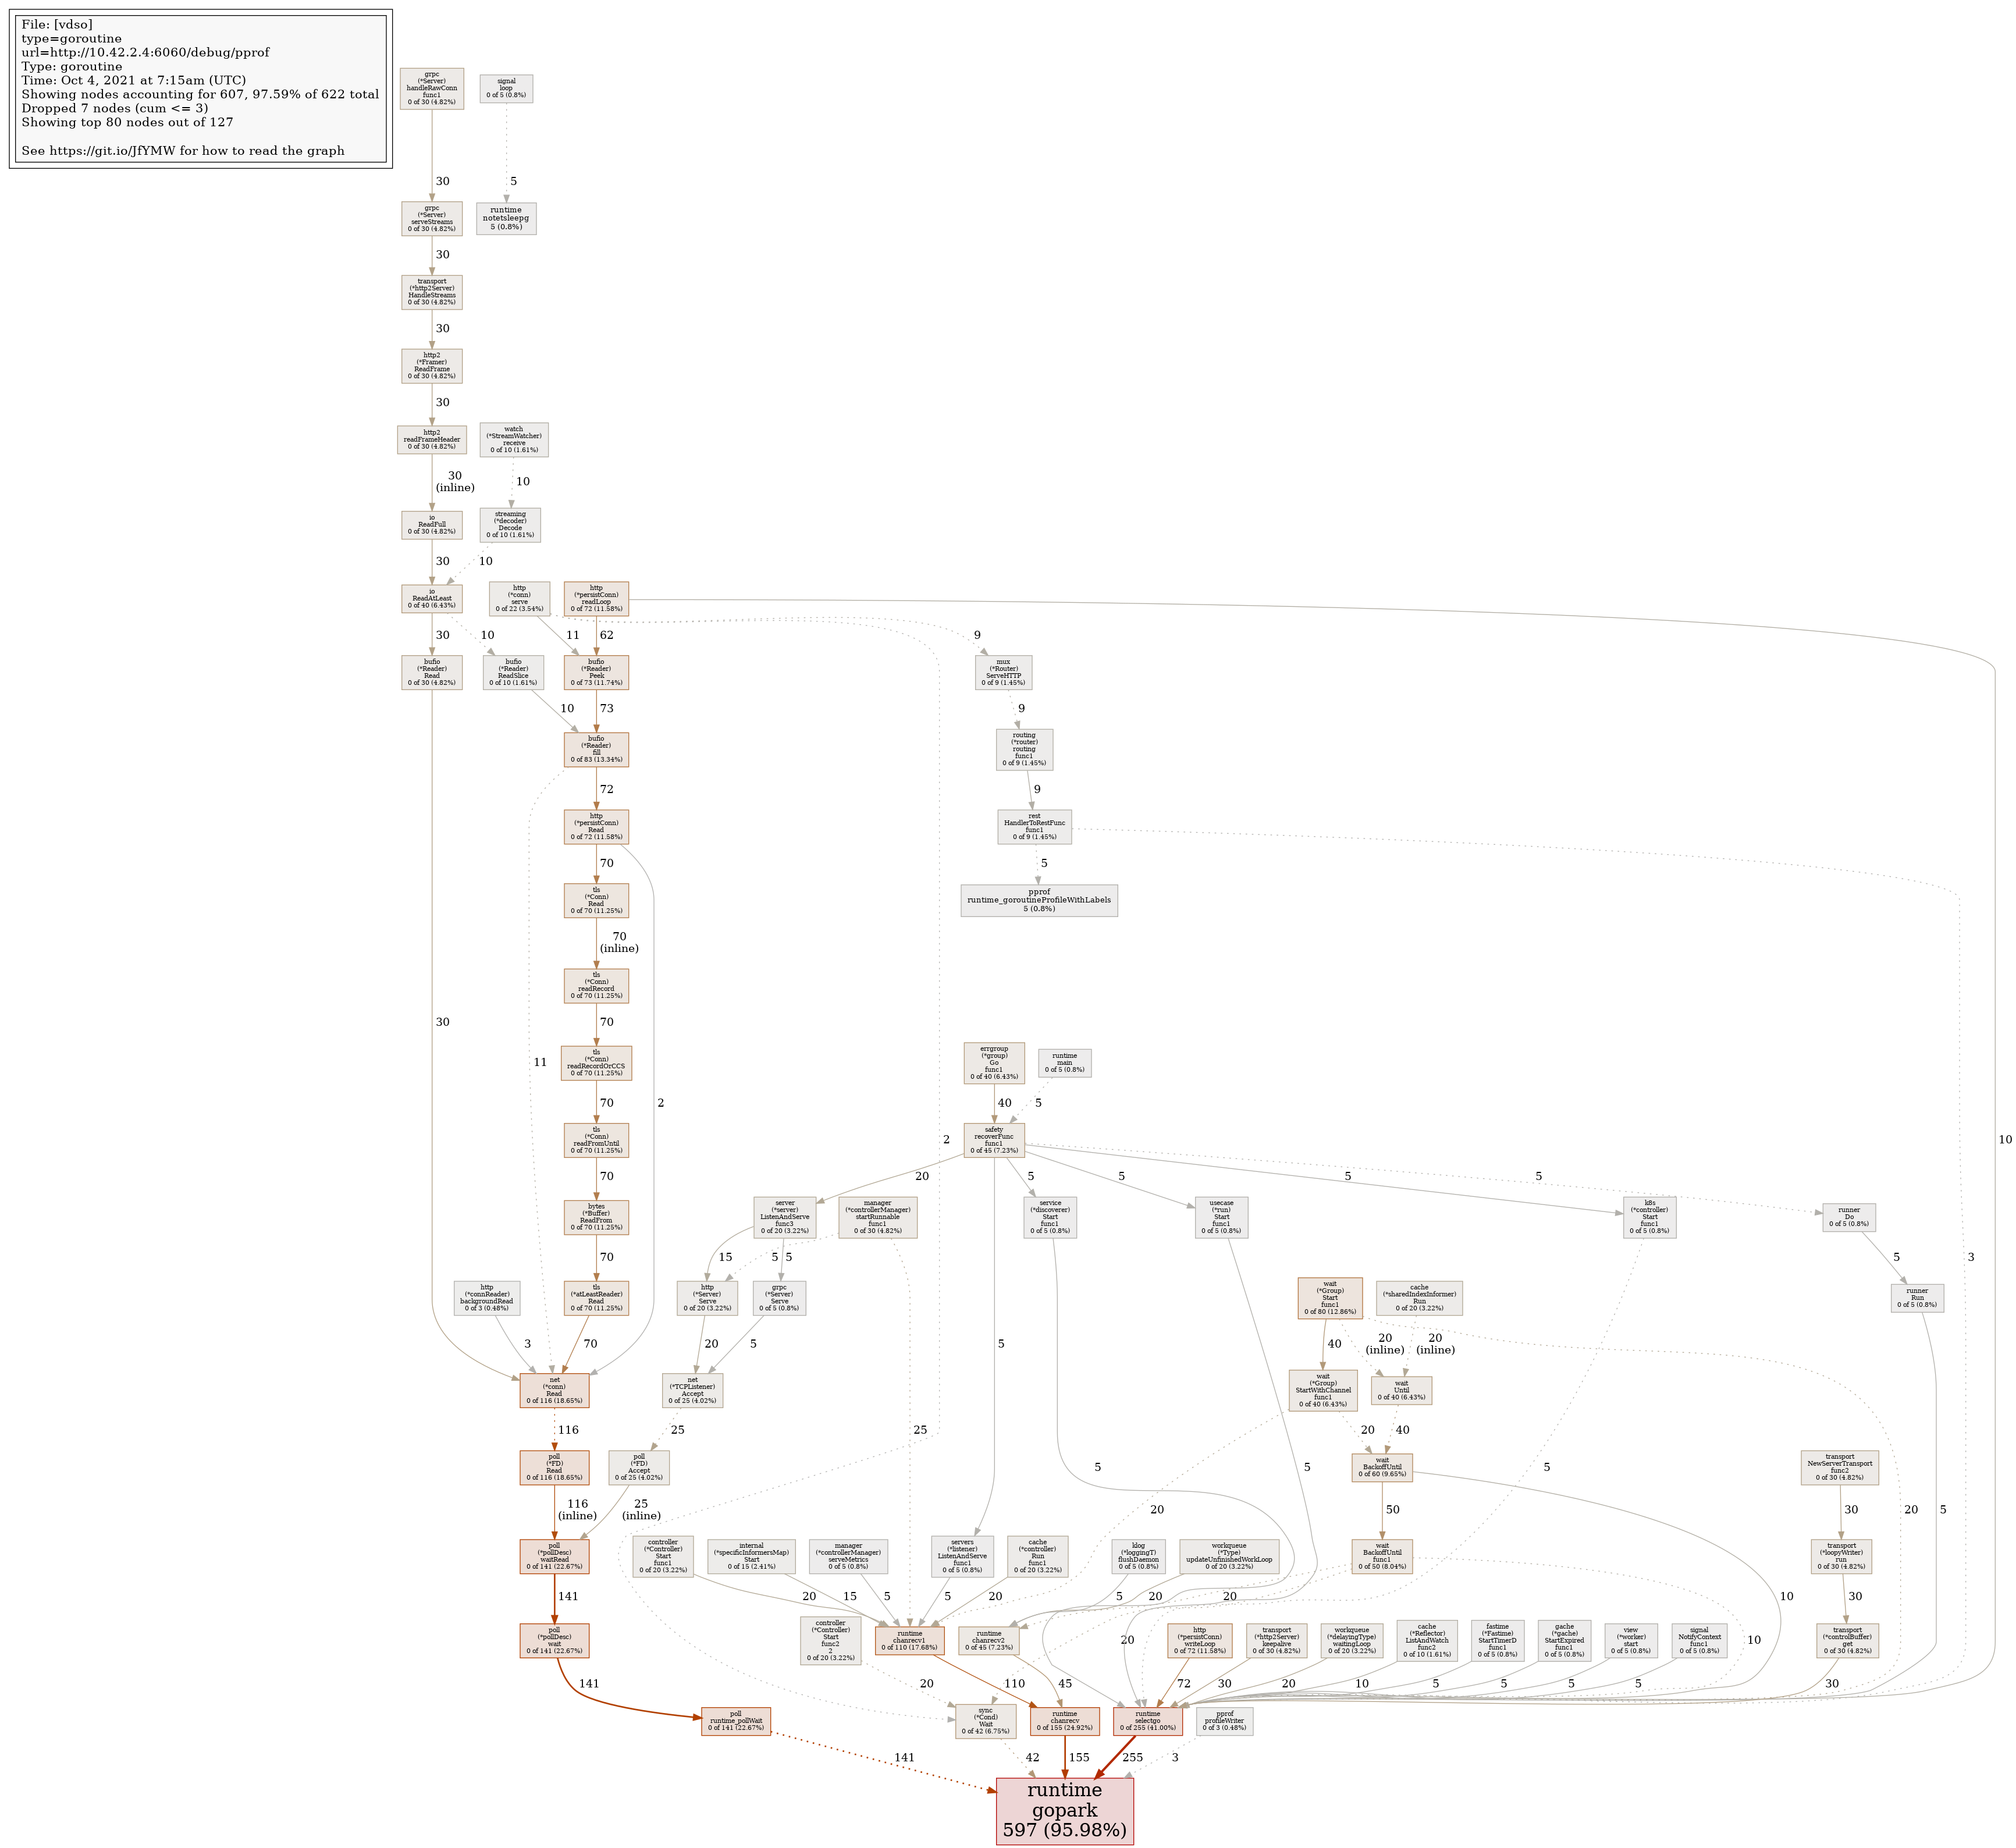 File: [vdso]
type=goroutine
url=http://10.42.2.4:6060/debug/pprof
Type: goroutine
Time: Oct 4, 2021 at 7:15am (UTC)
Showing nodes accounting for 607, 97.59% of 622 total
Dropped 7 nodes (cum <= 3)
Showing top 80 nodes out of 127
See https://git.io/JfYMW for how to read the graph
grpc
(*Server)
handleRawConn
func1
0 of 30 (4.82%)
signal
loop
0 of 5 (0.8%)
30
5
grpc
(*Server)
serveStreams
0 of 30 (4.82%)
runtime
notetsleepg
5 (0.8%)
30
transport
(*http2Server)
HandleStreams
0 of 30 (4.82%)
30
http2
(*Framer)
ReadFrame
0 of 30 (4.82%)
30
http2
readFrameHeader
0 of 30 (4.82%)
watch
(*StreamWatcher)
receive
0 of 10 (1.61%)
30
(inline)
10
io
ReadFull
0 of 30 (4.82%)
streaming
(*decoder)
Decode
0 of 10 (1.61%)
30
10
io
ReadAtLeast
0 of 40 (6.43%)
http
(*conn)
serve
0 of 22 (3.54%)
http
(*persistConn)
readLoop
0 of 72 (11.58%)
30
10
11
62
9
bufio
(*Reader)
Read
0 of 30 (4.82%)
bufio
(*Reader)
ReadSlice
0 of 10 (1.61%)
bufio
(*Reader)
Peek
0 of 73 (11.74%)
mux
(*Router)
ServeHTTP
0 of 9 (1.45%)
10
73
9
bufio
(*Reader)
fill
0 of 83 (13.34%)
routing
(*router)
routing
func1
0 of 9 (1.45%)
72
9
http
(*persistConn)
Read
0 of 72 (11.58%)
rest
HandlerToRestFunc
func1
0 of 9 (1.45%)
70
5
tls
(*Conn)
Read
0 of 70 (11.25%)
pprof
runtime_goroutineProfileWithLabels
5 (0.8%)
70
(inline)
tls
(*Conn)
readRecord
0 of 70 (11.25%)
30
70
11
tls
(*Conn)
readRecordOrCCS
0 of 70 (11.25%)
errgroup
(*group)
Go
func1
0 of 40 (6.43%)
runtime
main
0 of 5 (0.8%)
70
2
40
5
tls
(*Conn)
readFromUntil
0 of 70 (11.25%)
safety
recoverFunc
func1
0 of 45 (7.23%)
2
10
70
20
5
5
5
5
bytes
(*Buffer)
ReadFrom
0 of 70 (11.25%)
server
(*server)
ListenAndServe
func3
0 of 20 (3.22%)
manager
(*controllerManager)
startRunnable
func1
0 of 30 (4.82%)
service
(*discoverer)
Start
func1
0 of 5 (0.8%)
usecase
(*run)
Start
func1
0 of 5 (0.8%)
k8s
(*controller)
Start
func1
0 of 5 (0.8%)
runner
Do
0 of 5 (0.8%)
70
15
5
5
5
3
http
(*connReader)
backgroundRead
0 of 3 (0.48%)
tls
(*atLeastReader)
Read
0 of 70 (11.25%)
http
(*Server)
Serve
0 of 20 (3.22%)
grpc
(*Server)
Serve
0 of 5 (0.8%)
wait
(*Group)
Start
func1
0 of 80 (12.86%)
cache
(*sharedIndexInformer)
Run
0 of 20 (3.22%)
runner
Run
0 of 5 (0.8%)
3
70
20
5
5
40
20
(inline)
20
(inline)
net
(*conn)
Read
0 of 116 (18.65%)
net
(*TCPListener)
Accept
0 of 25 (4.02%)
wait
(*Group)
StartWithChannel
func1
0 of 40 (6.43%)
wait
Until
0 of 40 (6.43%)
116
25
25
20
40
poll
(*FD)
Read
0 of 116 (18.65%)
poll
(*FD)
Accept
0 of 25 (4.02%)
5
5
5
wait
BackoffUntil
0 of 60 (9.65%)
transport
NewServerTransport
func2
0 of 30 (4.82%)
116
(inline)
25
(inline)
20
50
30
20
5
poll
(*pollDesc)
waitRead
0 of 141 (22.67%)
controller
(*Controller)
Start
func1
0 of 20 (3.22%)
internal
(*specificInformersMap)
Start
0 of 15 (2.41%)
manager
(*controllerManager)
serveMetrics
0 of 5 (0.8%)
servers
(*listener)
ListenAndServe
func1
0 of 5 (0.8%)
cache
(*controller)
Run
func1
0 of 20 (3.22%)
klog
(*loggingT)
flushDaemon
0 of 5 (0.8%)
workqueue
(*Type)
updateUnfinishedWorkLoop
0 of 20 (3.22%)
wait
BackoffUntil
func1
0 of 50 (8.04%)
transport
(*loopyWriter)
run
0 of 30 (4.82%)
141
20
15
5
5
20
5
20
20
10
30
poll
(*pollDesc)
wait
0 of 141 (22.67%)
controller
(*Controller)
Start
func2
2
0 of 20 (3.22%)
runtime
chanrecv1
0 of 110 (17.68%)
runtime
chanrecv2
0 of 45 (7.23%)
20
http
(*persistConn)
writeLoop
0 of 72 (11.58%)
transport
(*http2Server)
keepalive
0 of 30 (4.82%)
workqueue
(*delayingType)
waitingLoop
0 of 20 (3.22%)
cache
(*Reflector)
ListAndWatch
func2
0 of 10 (1.61%)
fastime
(*Fastime)
StartTimerD
func1
0 of 5 (0.8%)
gache
(*gache)
StartExpired
func1
0 of 5 (0.8%)
view
(*worker)
start
0 of 5 (0.8%)
signal
NotifyContext
func1
0 of 5 (0.8%)
10
transport
(*controlBuffer)
get
0 of 30 (4.82%)
141
20
110
45
72
30
20
10
5
5
5
5
30
poll
runtime_pollWait
0 of 141 (22.67%)
sync
(*Cond)
Wait
0 of 42 (6.75%)
runtime
chanrecv
0 of 155 (24.92%)
runtime
selectgo
0 of 255 (41.00%)
pprof
profileWriter
0 of 3 (0.48%)
141
42
155
255
3
runtime
gopark
597 (95.98%)